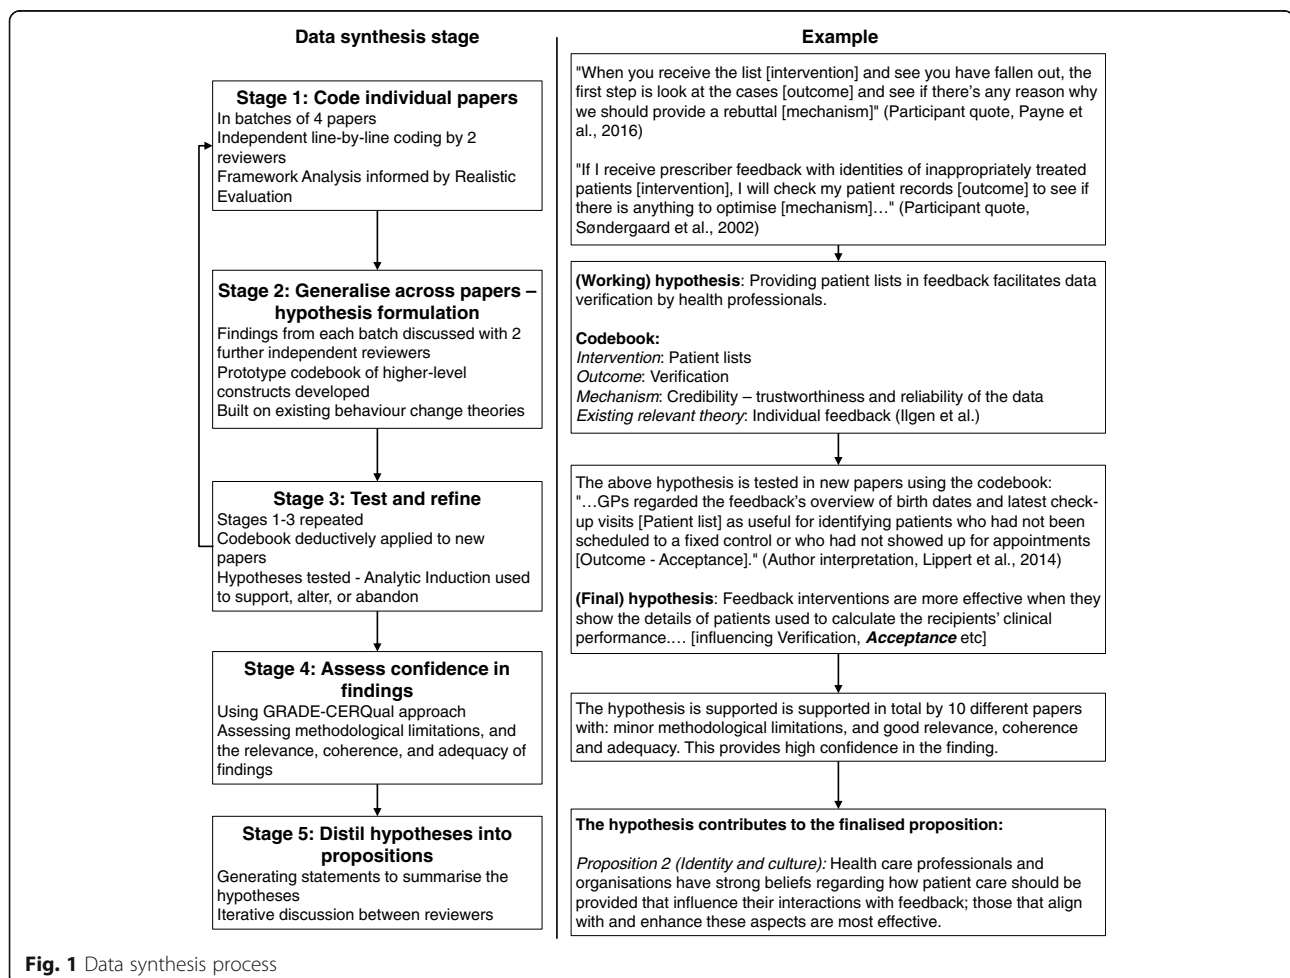 Data synthesis stage
Stage 1: Code individual papers
In batches of 4 papers
Independent line-by-line coding by 2
reviewers
Framework Analysis informed by Realistic
Evaluation
Stage 2: Generalise across papers –
hypothesis formulation
Findings from each batch discussed with 2
further independent reviewers
Prototype codebook of higher-level
constructs developed
Built on existing behaviour change theories
Stage 3: Test and refine
Stages 1-3 repeated
Codebook deductively applied to new
papers
Hypotheses tested - Analytic Induction used
to support, alter, or abandon
Stage 4: Assess confidence in
findings
Using GRADE-CERQual approach
Assessing methodological limitations, and
the relevance, coherence, and adequacy of
findings
Stage 5: Distil hypotheses into
propositions
Generating statements to summarise the
hypotheses
Iterative discussion between reviewers
Example
"When you receive the list [intervention] and see you have fallen out, the
first step is look at the cases [outcome] and see if there's any reason why
we should provide a rebuttal [mechanism]" (Participant quote, Payne et
al., 2016)
"If I receive prescriber feedback with identities of inappropriately treated
patients [intervention], I will check my patient records [outcome] to see if
there is anything to optimise [mechanism]…" (Participant quote,
Søndergaard et al., 2002)
(Working) hypothesis: Providing patient lists in feedback facilitates data
verification by health professionals.
Codebook:
Intervention: Patient lists
Outcome: Verification
Mechanism: Credibility – trustworthiness and reliability of the data
Existing relevant theory: Individual feedback (Ilgen et al.)
The above hypothesis is tested in new papers using the codebook:
"…GPs regarded the feedback's overview of birth dates and latest check-
up visits [Patient list] as useful for identifying patients who had not been
scheduled to a fixed control or who had not showed up for appointments
[Outcome - Acceptance]." (Author interpretation, Lippert et al., 2014)
(Final) hypothesis: Feedback interventions are more effective when they
show the details of patients used to calculate the recipients' clinical
performance.… [influencing Verification, Acceptance etc]
The hypothesis is supported is supported in total by 10 different papers
with: minor methodological limitations, and good relevance, coherence
and adequacy. This provides high confidence in the finding.
The hypothesis contributes to the finalised proposition:
Proposition 2 (Identity and culture): Health care professionals and
organisations have strong beliefs regarding how patient care should be
provided that influence their interactions with feedback; those that align
with and enhance these aspects are most effective.
Fig. 1 Data synthesis process